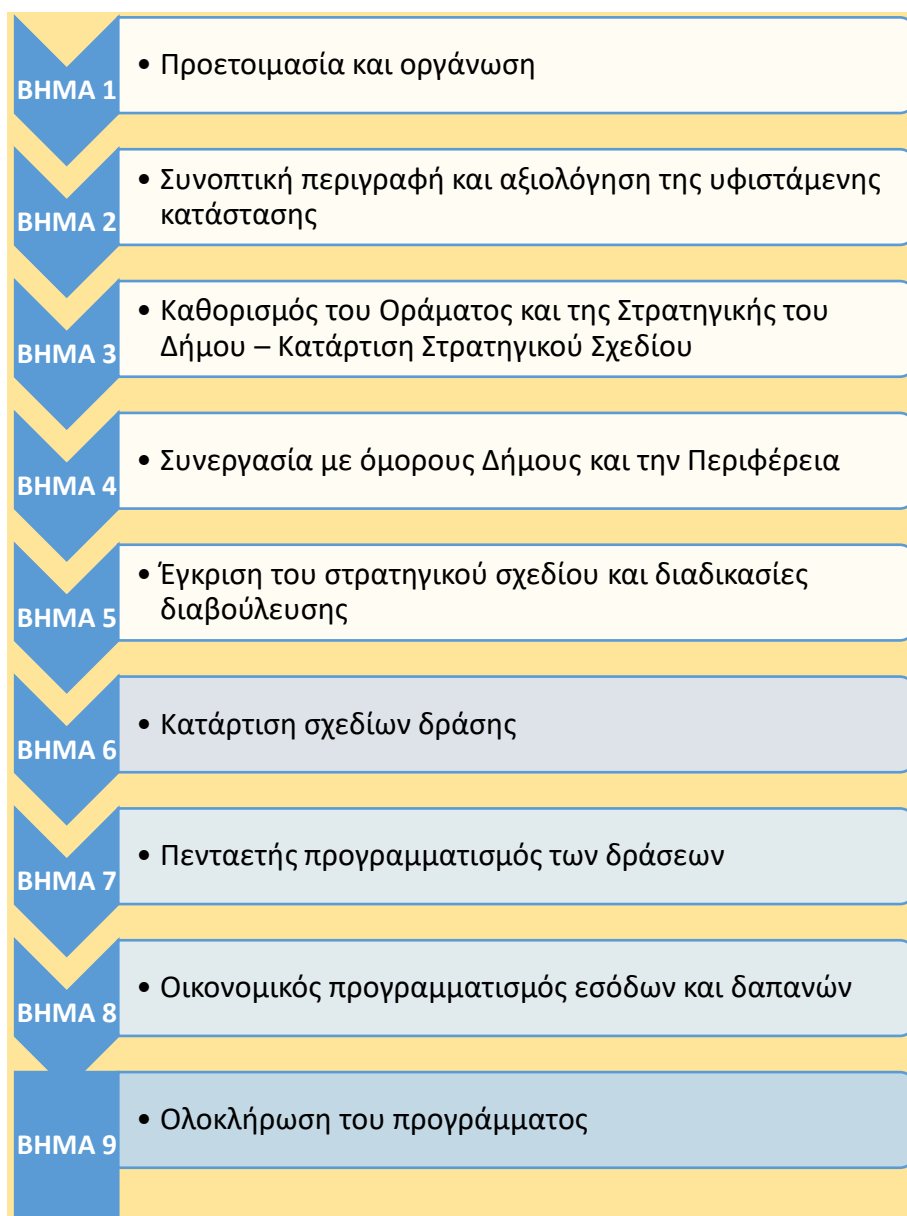 ΒΗΜΑ 1
• Προετοιμασία και οργάνωση
ΒΗΜΑ 2
• Συνοπτική περιγραφή και αξιολόγηση της υφιστάμενης
κατάστασης
ΒΗΜΑ 3
• Καθορισμός του Οράματος και της Στρατηγικής του
Δήμου – Κατάρτιση Στρατηγικού Σχεδίου
ΒΗΜΑ 4
• Συνεργασία με όμορους Δήμους και την Περιφέρεια
ΒΗΜΑ 5
• Έγκριση του στρατηγικού σχεδίου και διαδικασίες
διαβούλευσης
ΒΗΜΑ 6
• Κατάρτιση σχεδίων δράσης
ΒΗΜΑ 7
• Πενταετής προγραμματισμός των δράσεων
ΒΗΜΑ 8
• Οικονομικός προγραμματισμός εσόδων και δαπανών
ΒΗΜΑ 9
• Ολοκλήρωση του προγράμματος